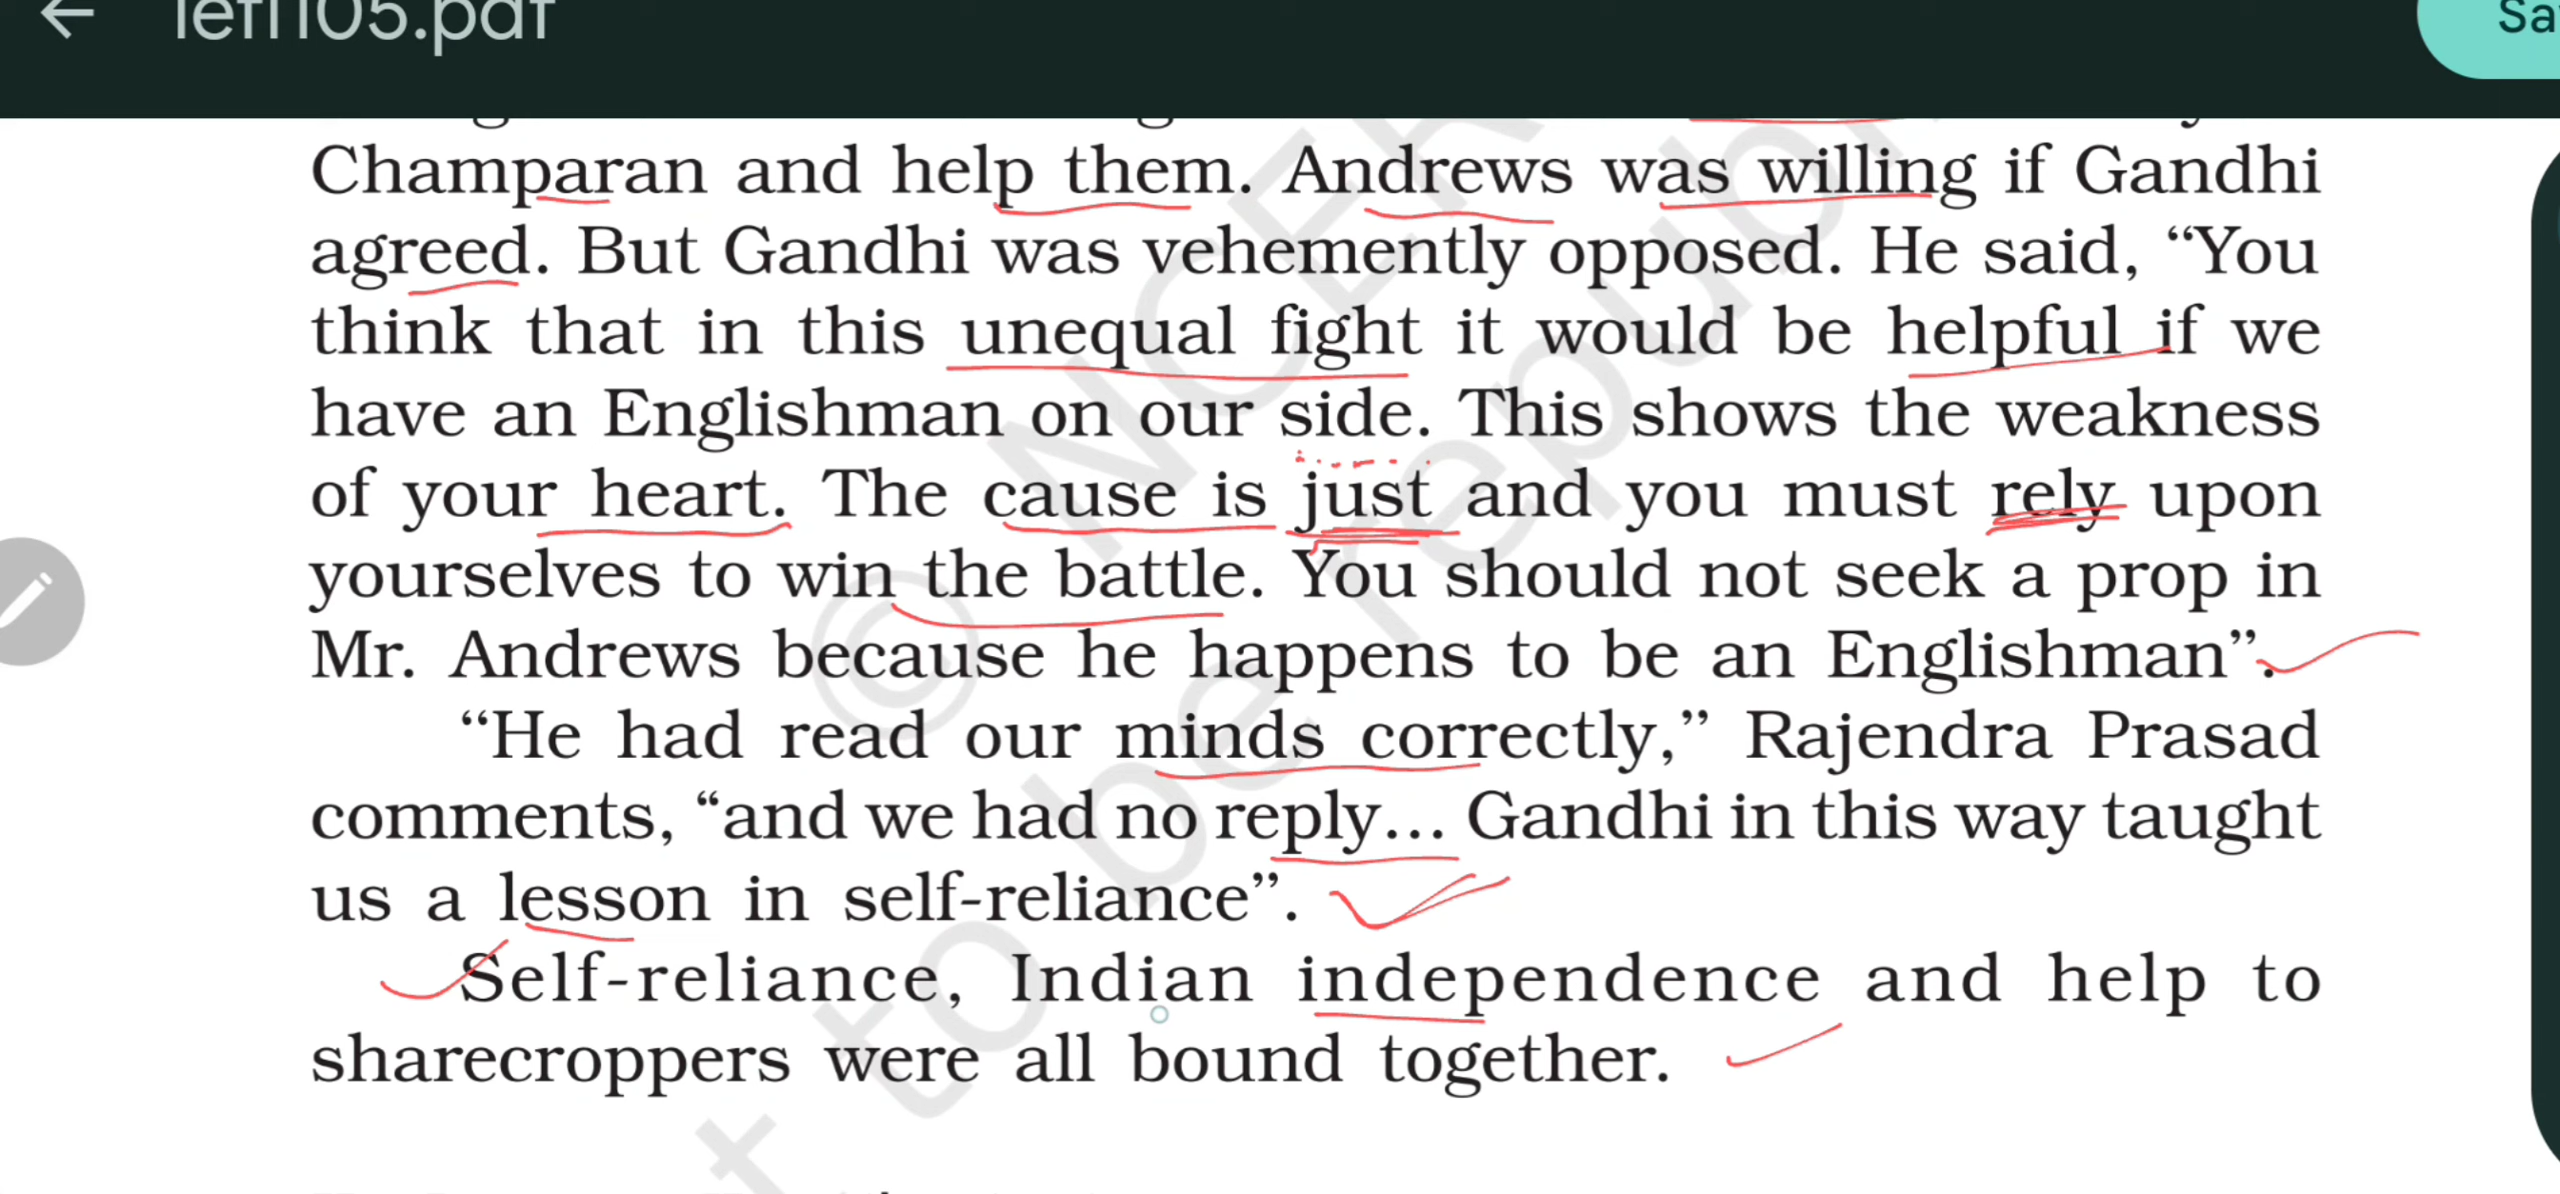 lefl105.pdf
Champaran and help them. Andrews was willing if Gandhi
agreed. But Gandhi was vehemently opposed. He said, “You
think that in this unequal fight it would be helpful if we
have an Englishman on our side. This shows the weakness
of your heart. The cause is just and you must rely upon
yourselves to win the battle. You should not seek a prop in
Mr. Andrews because he happens to be an Englishman”.
“He had read our minds correctly,” Rajendra Prasad
comments, “and we had no reply… Gandhi in this way taught
us a lesson in self-reliance”.
Self-reliance, Indian independence and help to
sharecroppers were all bound together.